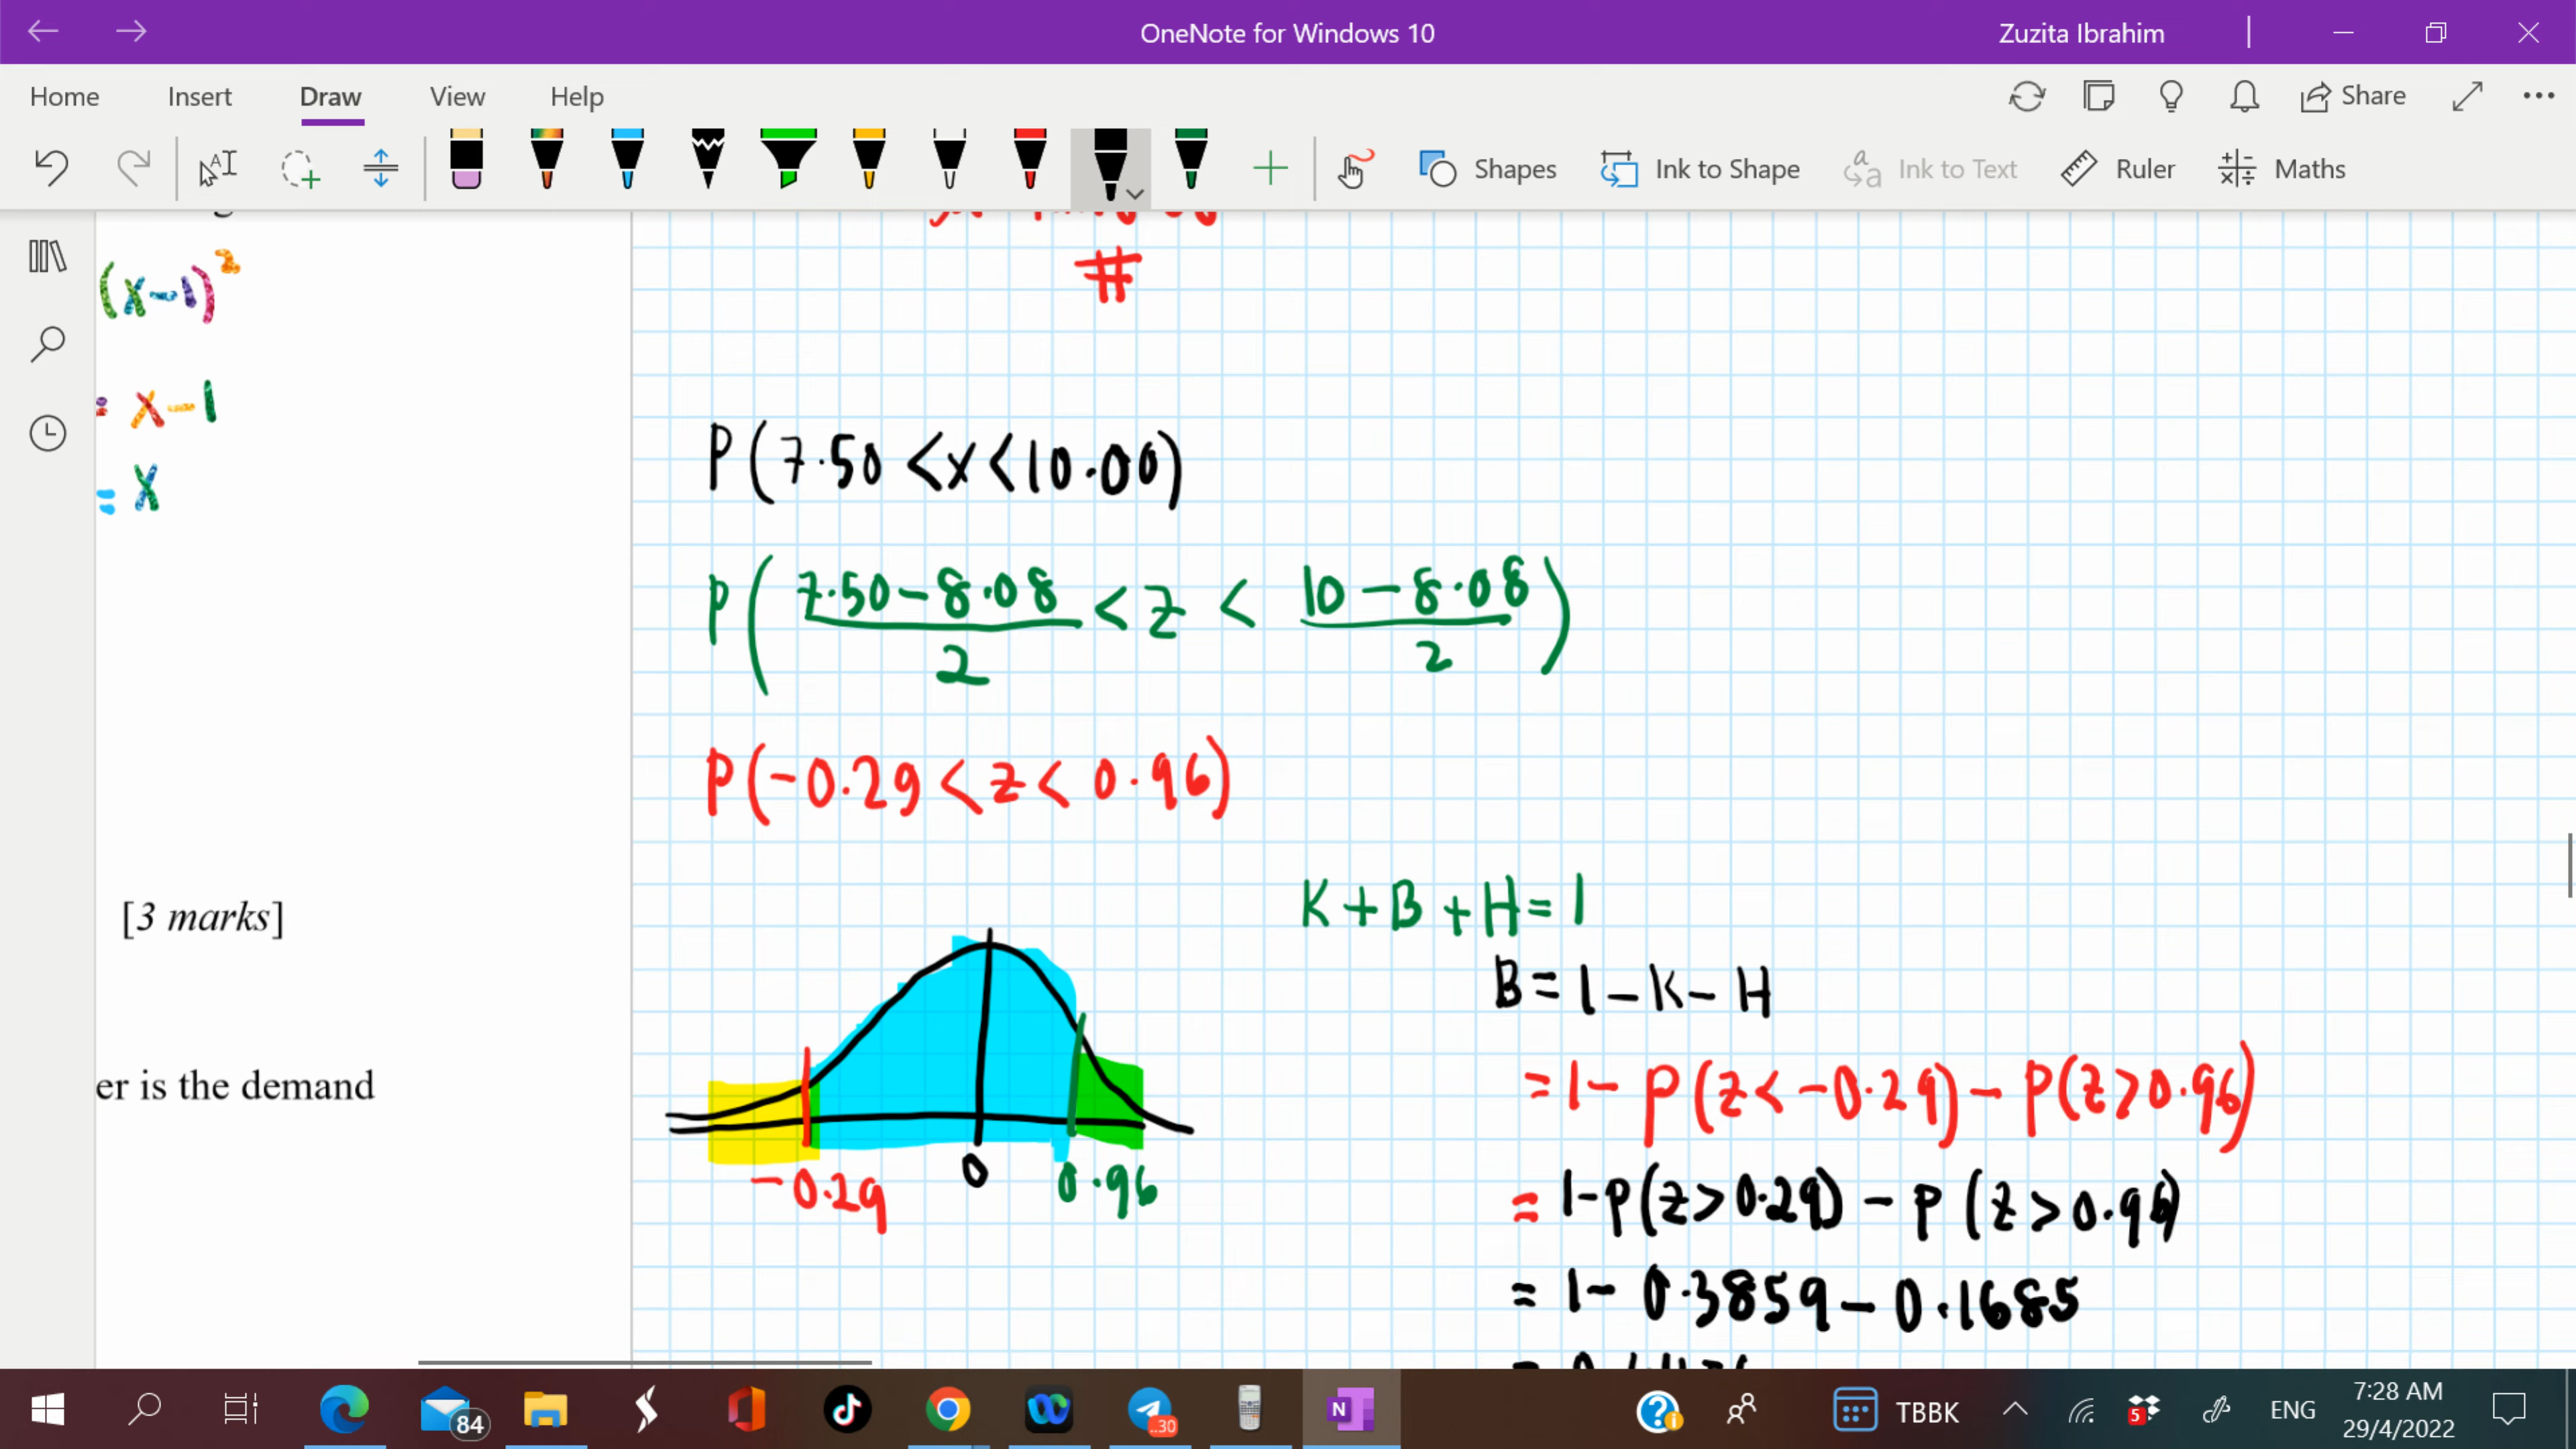 OneNote for Windows 10
Zuzita Ibrahim
Home Insert Draw View Help
Share
Shapes Ink to Shape Ink to Text Ruler Maths
#
(x-1)²
= x-1
= x
P(7.50 < x < 10.00)
P( (7.50-8.08)/2 < z < (10-8.08)/2 )
P(-0.29 < z < 0.96)
[3 marks]
K + B + H = 1
B = 1 - K - H
er is the demand
= 1 - P(z < -0.29) - P(z > 0.96)
-0.29 0 0.96
= 1 - P(z > 0.29) - P(z > 0.96)
= 1 - 0.3859 - 0.1685
84
30
TBBK
5
ENG
7:28 AM
29/4/2022